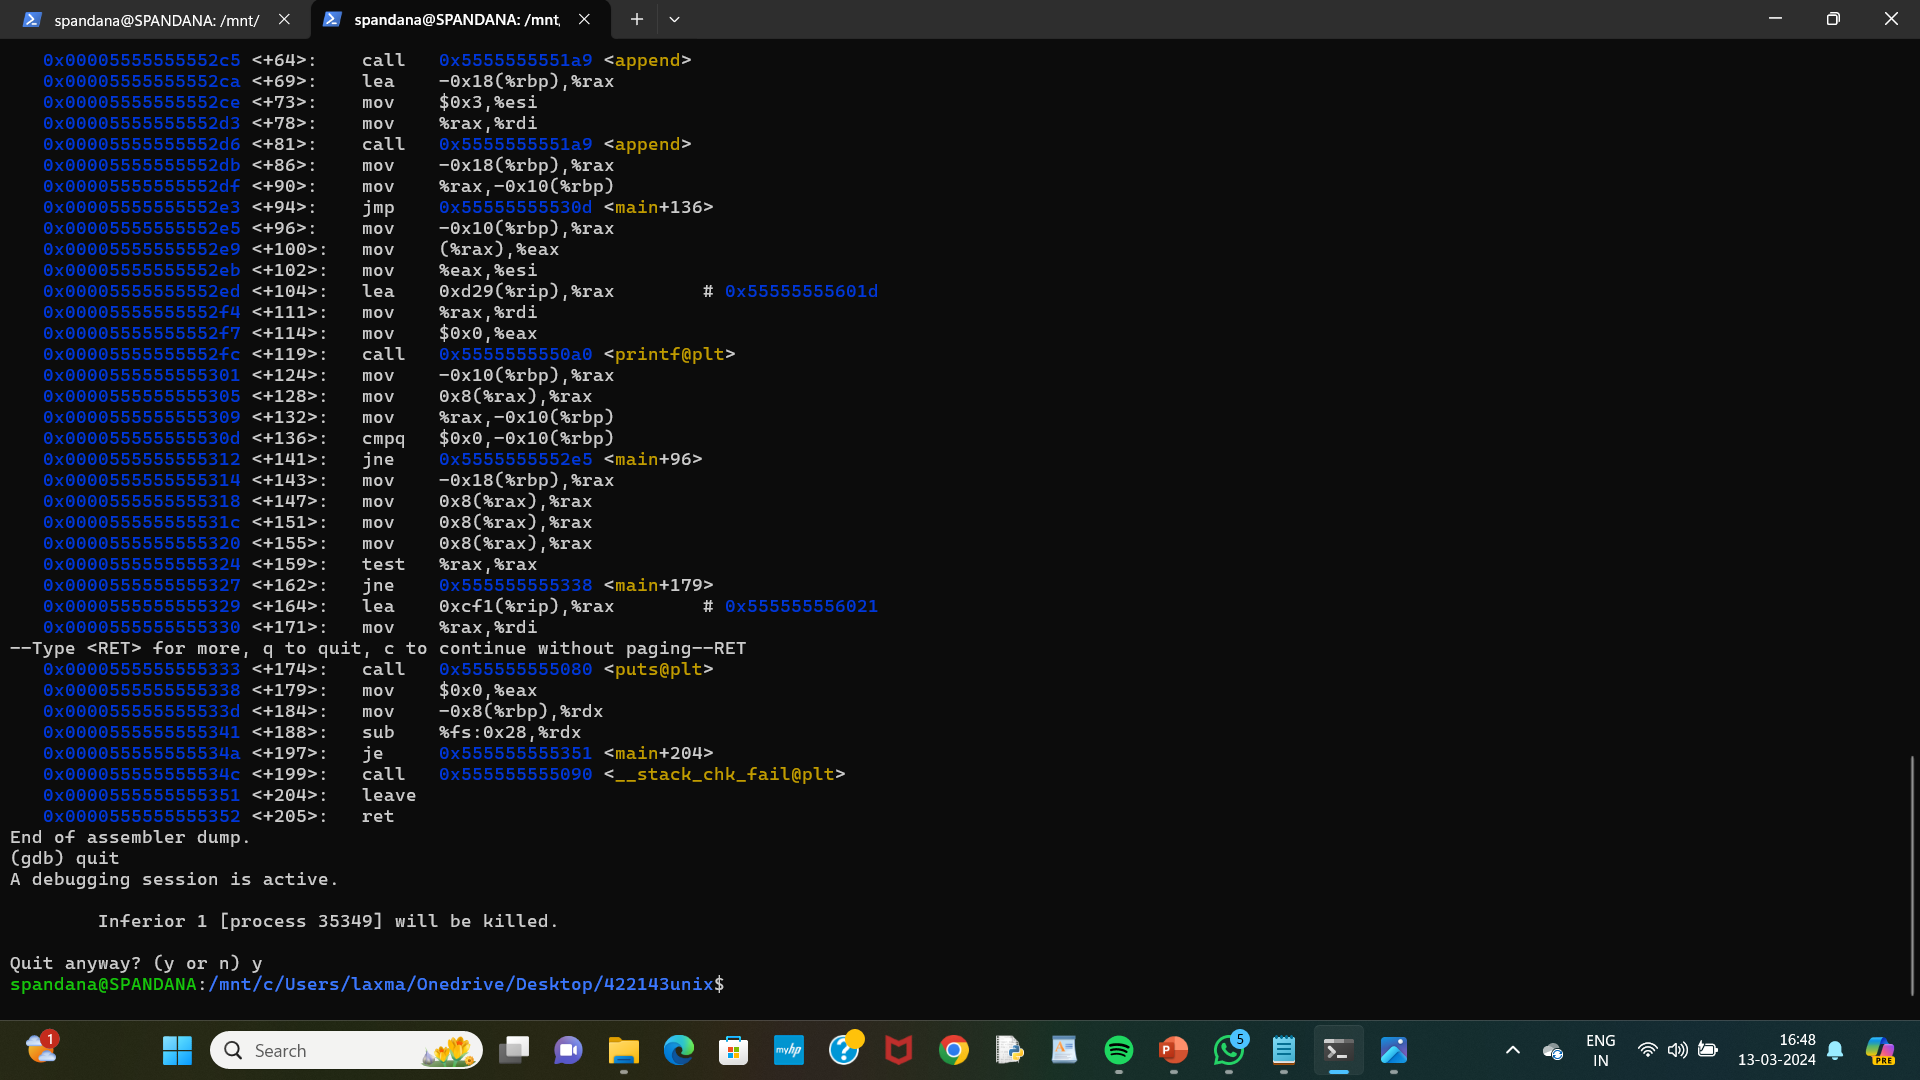 spandana@SPANDANA: /mnt/
spandana@SPANDANA: /mnt,
0x00005555555552c5 <+64>: call 0x5555555551a9 <append>
0x00005555555552ca <+69>: lea -0x18(%rbp),%rax
0x00005555555552ce <+73>: mov $0x3,%esi
0x00005555555552d3 <+78>: mov %rax,%rdi
0x00005555555552d6 <+81>: call 0x5555555551a9 <append>
0x00005555555552db <+86>: mov -0x18(%rbp),%rax
0x00005555555552df <+90>: mov %rax,-0x10(%rbp)
0x00005555555552e3 <+94>: jmp 0x55555555530d <main+136>
0x00005555555552e5 <+96>: mov -0x10(%rbp),%rax
0x00005555555552e9 <+100>: mov (%rax),%eax
0x00005555555552eb <+102>: mov %eax,%esi
0x00005555555552ed <+104>: lea 0xd29(%rip),%rax # 0x55555555601d
0x00005555555552f4 <+111>: mov %rax,%rdi
0x00005555555552f7 <+114>: mov $0x0,%eax
0x00005555555552fc <+119>: call 0x5555555550a0 <printf@plt>
0x0000555555555301 <+124>: mov -0x10(%rbp),%rax
0x0000555555555305 <+128>: mov 0x8(%rax),%rax
0x0000555555555309 <+132>: mov %rax,-0x10(%rbp)
0x000055555555530d <+136>: cmpq $0x0,-0x10(%rbp)
0x0000555555555312 <+141>: jne 0x5555555552e5 <main+96>
0x0000555555555314 <+143>: mov -0x18(%rbp),%rax
0x0000555555555318 <+147>: mov 0x8(%rax),%rax
0x000055555555531c <+151>: mov 0x8(%rax),%rax
0x0000555555555320 <+155>: mov 0x8(%rax),%rax
0x0000555555555324 <+159>: test %rax,%rax
0x0000555555555327 <+162>: jne 0x555555555338 <main+179>
0x0000555555555329 <+164>: lea 0xcf1(%rip),%rax # 0x555555556021
0x0000555555555330 <+171>: mov %rax,%rdi
--Type <RET> for more, q to quit, c to continue without paging--RET
0x0000555555555333 <+174>: call 0x555555555080 <puts@plt>
0x0000555555555338 <+179>: mov $0x0,%eax
0x000055555555533d <+184>: mov -0x8(%rbp),%rdx
0x0000555555555341 <+188>: sub %fs:0x28,%rdx
0x000055555555534a <+197>: je 0x555555555351 <main+204>
0x000055555555534c <+199>: call 0x555555555090 <__stack_chk_fail@plt>
0x0000555555555351 <+204>: leave
0x0000555555555352 <+205>: ret
End of assembler dump.
(gdb) quit
A debugging session is active.
Inferior 1 [process 35349] will be killed.
Quit anyway? (y or n) y
spandana@SPANDANA:/mnt/c/Users/laxma/Onedrive/Desktop/422143unix$
1
Search
myhp
?
P
5
ENG
IN
16:48
13-03-2024
PRE